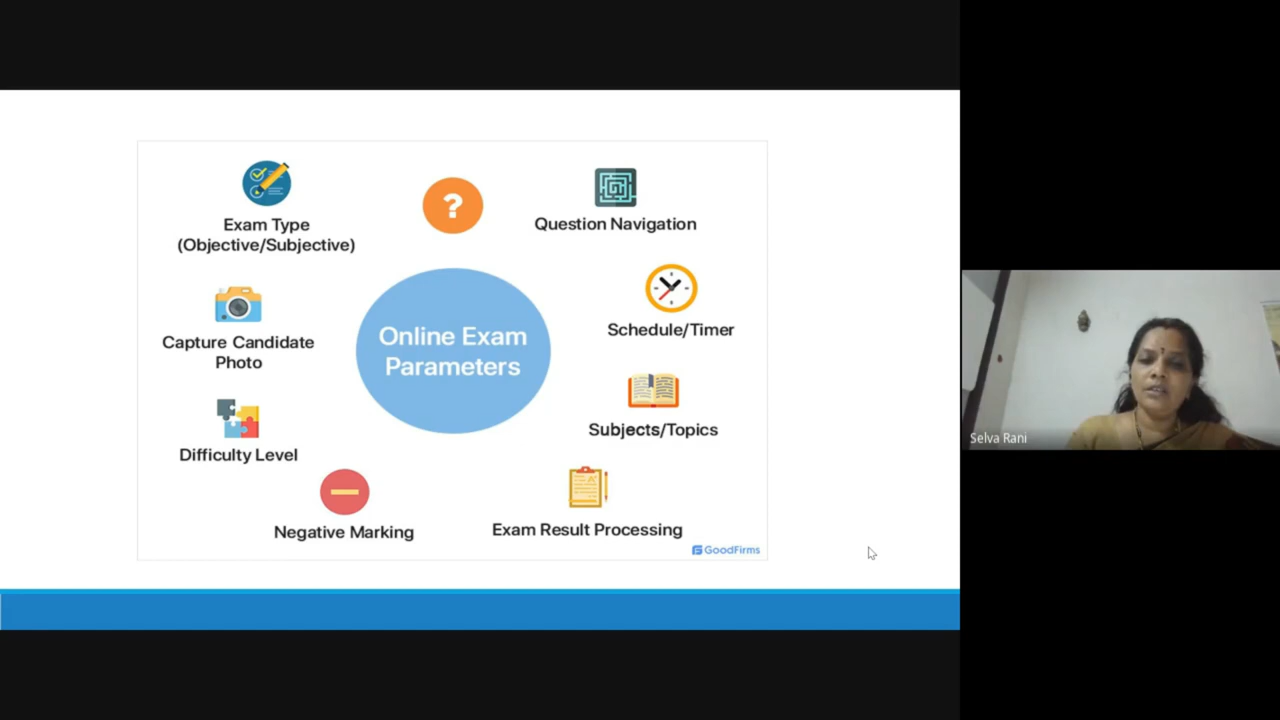 Exam Type
(Objective/Subjective)
?
Question Navigation
Capture Candidate
Photo
Online Exam
Parameters
Schedule/Timer
Difficulty Level
Subjects/Topics
Negative Marking
Exam Result Processing
GoodFirms
Selva Rani